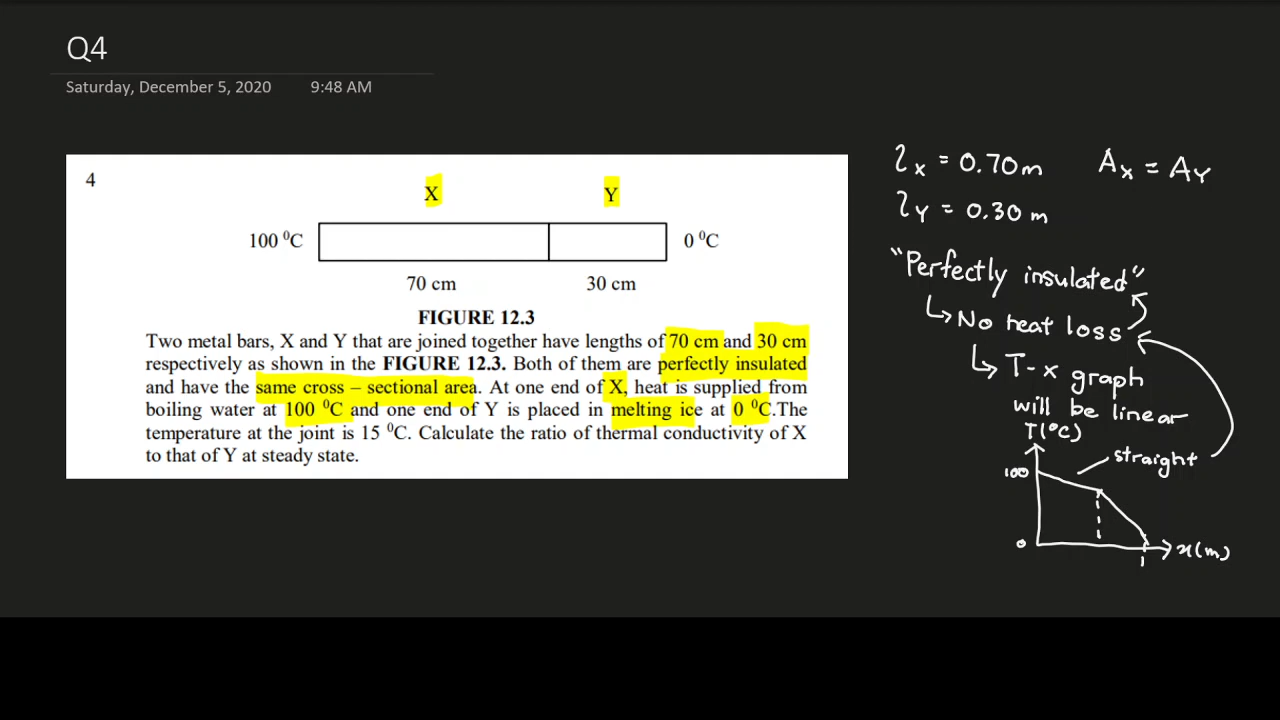 Q4
Saturday, December 5, 2020 9:48 AM
4
X Y
100 ⁰C 0 ⁰C
70 cm 30 cm
FIGURE 12.3
Two metal bars, X and Y that are joined together have lengths of 70 cm and 30 cm
respectively as shown in the FIGURE 12.3. Both of them are perfectly insulated
and have the same cross – sectional area. At one end of X, heat is supplied from
boiling water at 100 ⁰C and one end of Y is placed in melting ice at 0 ⁰C.The
temperature at the joint is 15 ⁰C. Calculate the ratio of thermal conductivity of X
to that of Y at steady state.
lX = 0.70m AX = AY
lY = 0.30 m
"Perfectly insulated"
No heat loss
T-x graph
will be linear
T(°C)
straight
100
0
x(m)
1